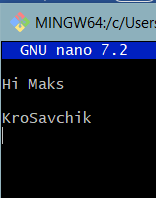 MINGW64:/c/Users
GNU nano 7.2
Hi Maks
KroSavchik